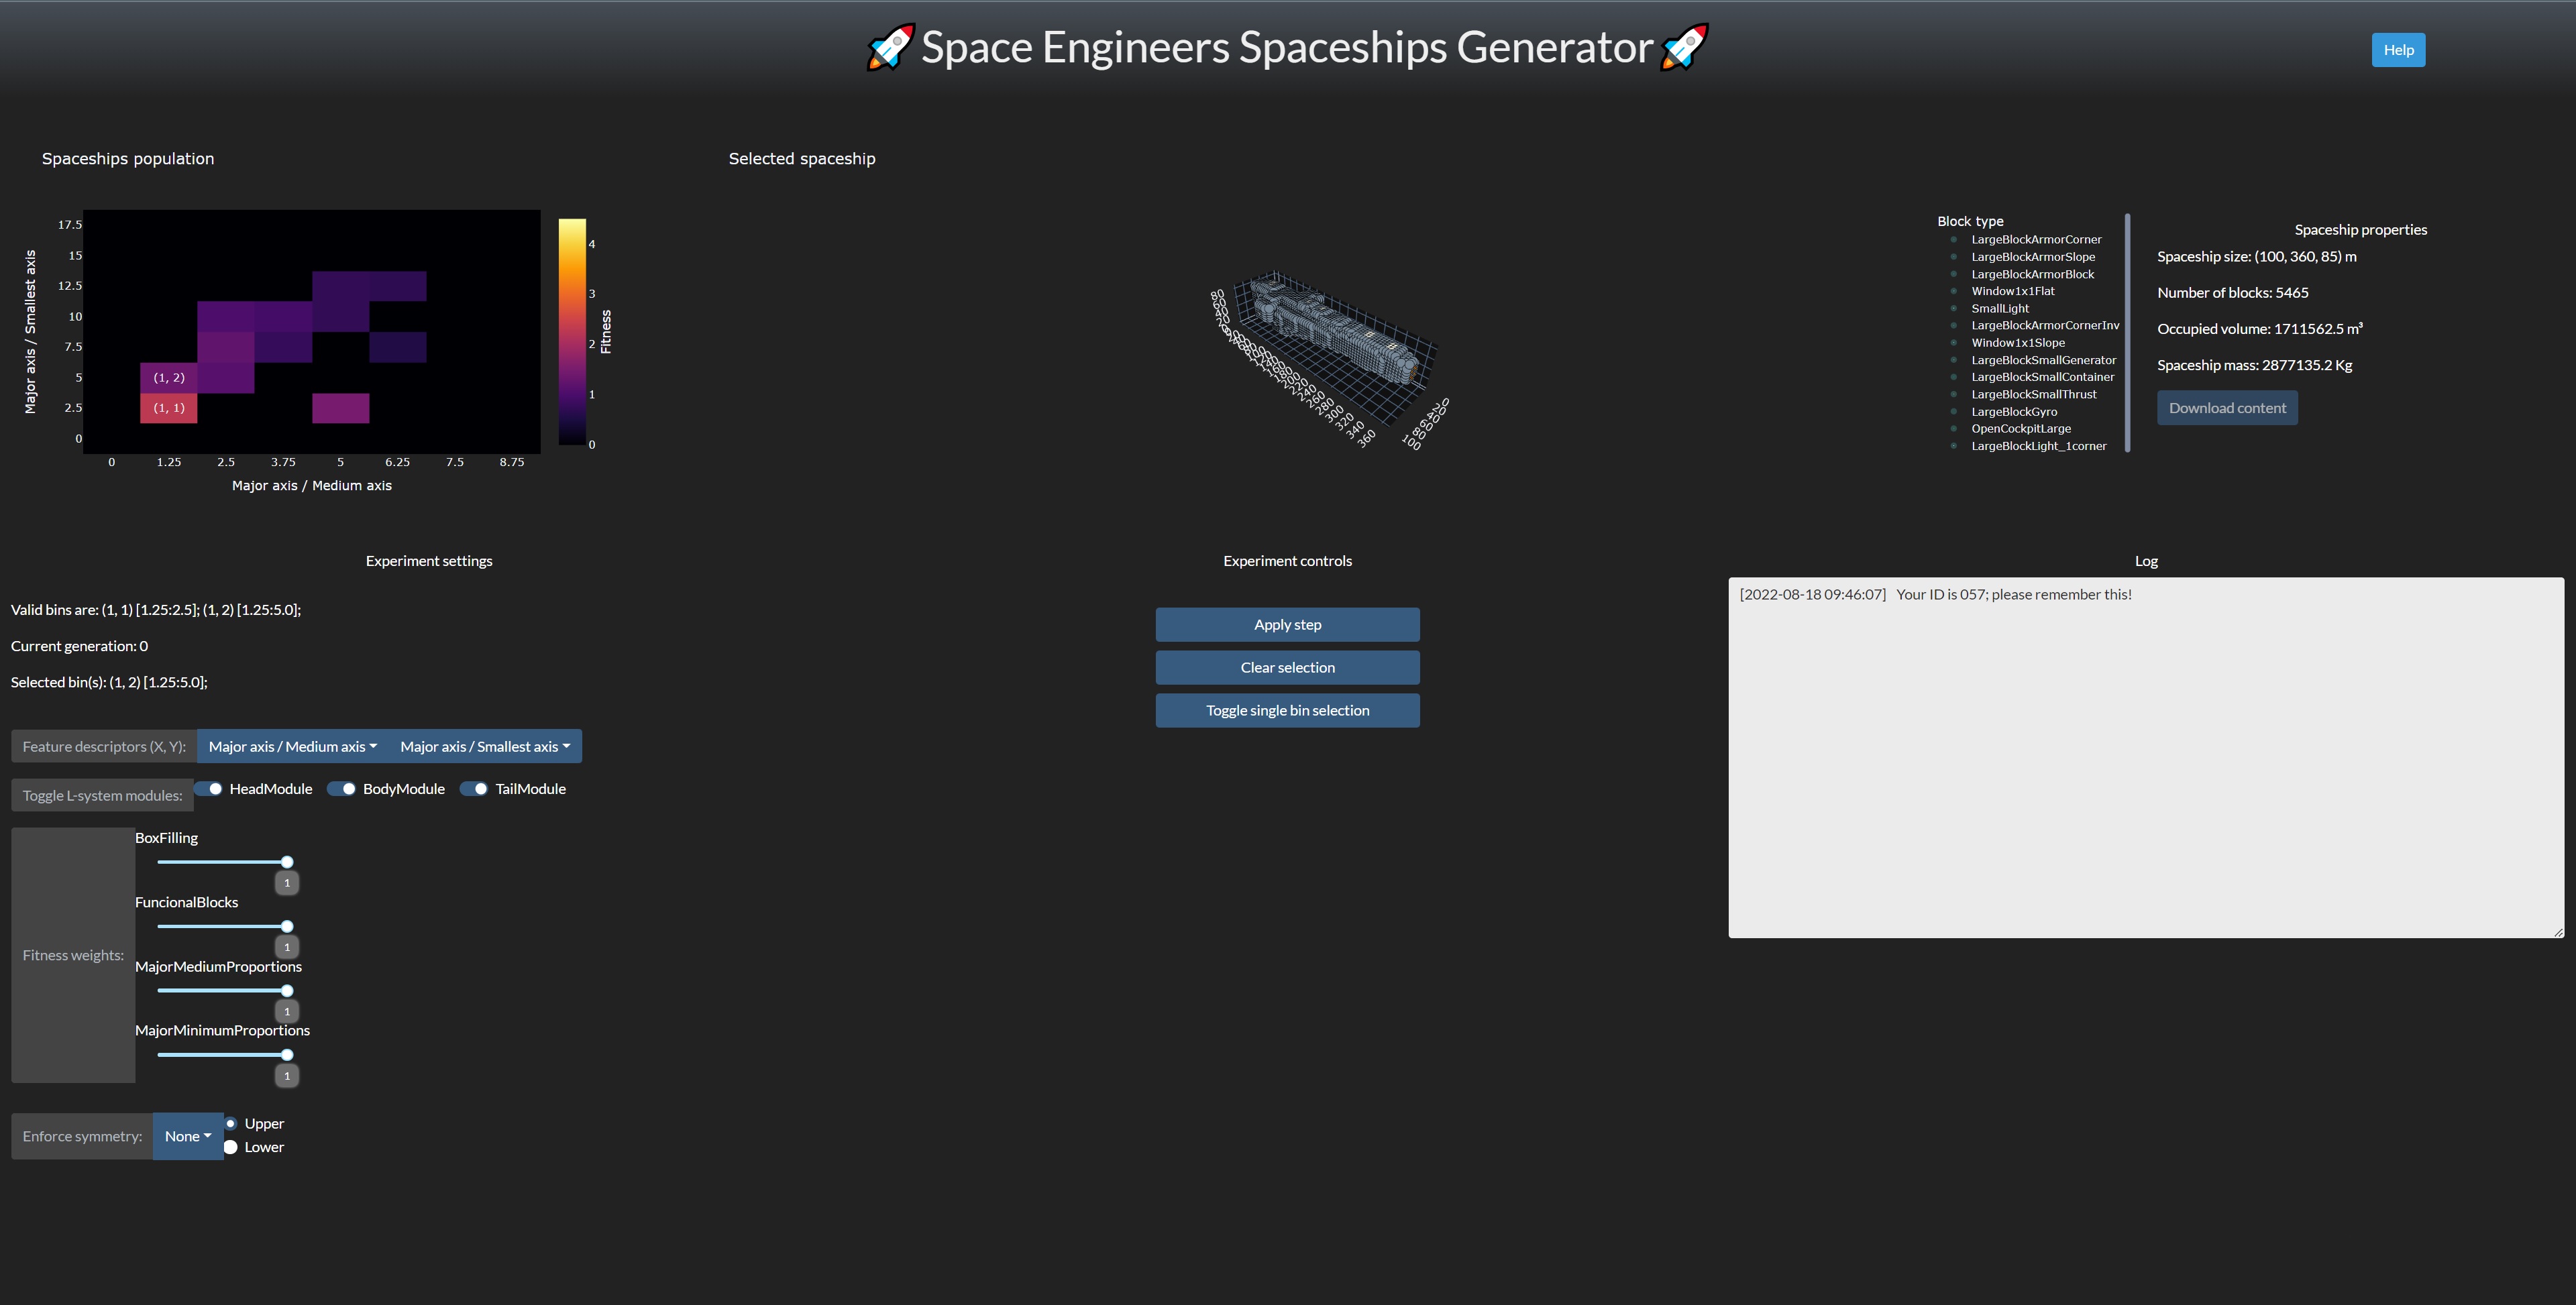 🚀Space Engineers Spaceships Generator🚀
Help
Spaceships population
17.5
15
12.5
10
7.5
5
2.5
0
Major axis / Smallest axis
(1, 2)
(1, 1)
0 1.25 2.5 3.75 5 6.25 7.5 8.75
Major axis / Medium axis
4
3
2
1
0
Fitness
Selected spaceship
80
300
320
340
360
100
Block type
LargeBlockArmorCorner
LargeBlockArmorSlope
LargeBlockArmorBlock
Window1x1Flat
SmallLight
LargeBlockArmorCornerInv
Window1x1Slope
LargeBlockSmallGenerator
LargeBlockSmallContainer
LargeBlockSmallThrust
LargeBlockGyro
OpenCockpitLarge
LargeBlockLight_1corner
Spaceship properties
Spaceship size: (100, 360, 85) m
Number of blocks: 5465
Occupied volume: 1711562.5 m³
Spaceship mass: 2877135.2 Kg
Download content
Experiment settings
Valid bins are: (1, 1) [1.25:2.5]; (1, 2) [1.25:5.0];
Current generation: 0
Selected bin(s): (1, 2) [1.25:5.0];
Feature descriptors (X, Y): Major axis / Medium axis Major axis / Smallest axis
Toggle L-system modules: HeadModule BodyModule TailModule
Fitness weights:
BoxFilling
1
FuncionalBlocks
1
MajorMediumProportions
1
MajorMinimumProportions
1
Enforce symmetry: None
Upper
Lower
Experiment controls
Apply step
Clear selection
Toggle single bin selection
Log
[2022-08-18 09:46:07] Your ID is 057; please remember this!